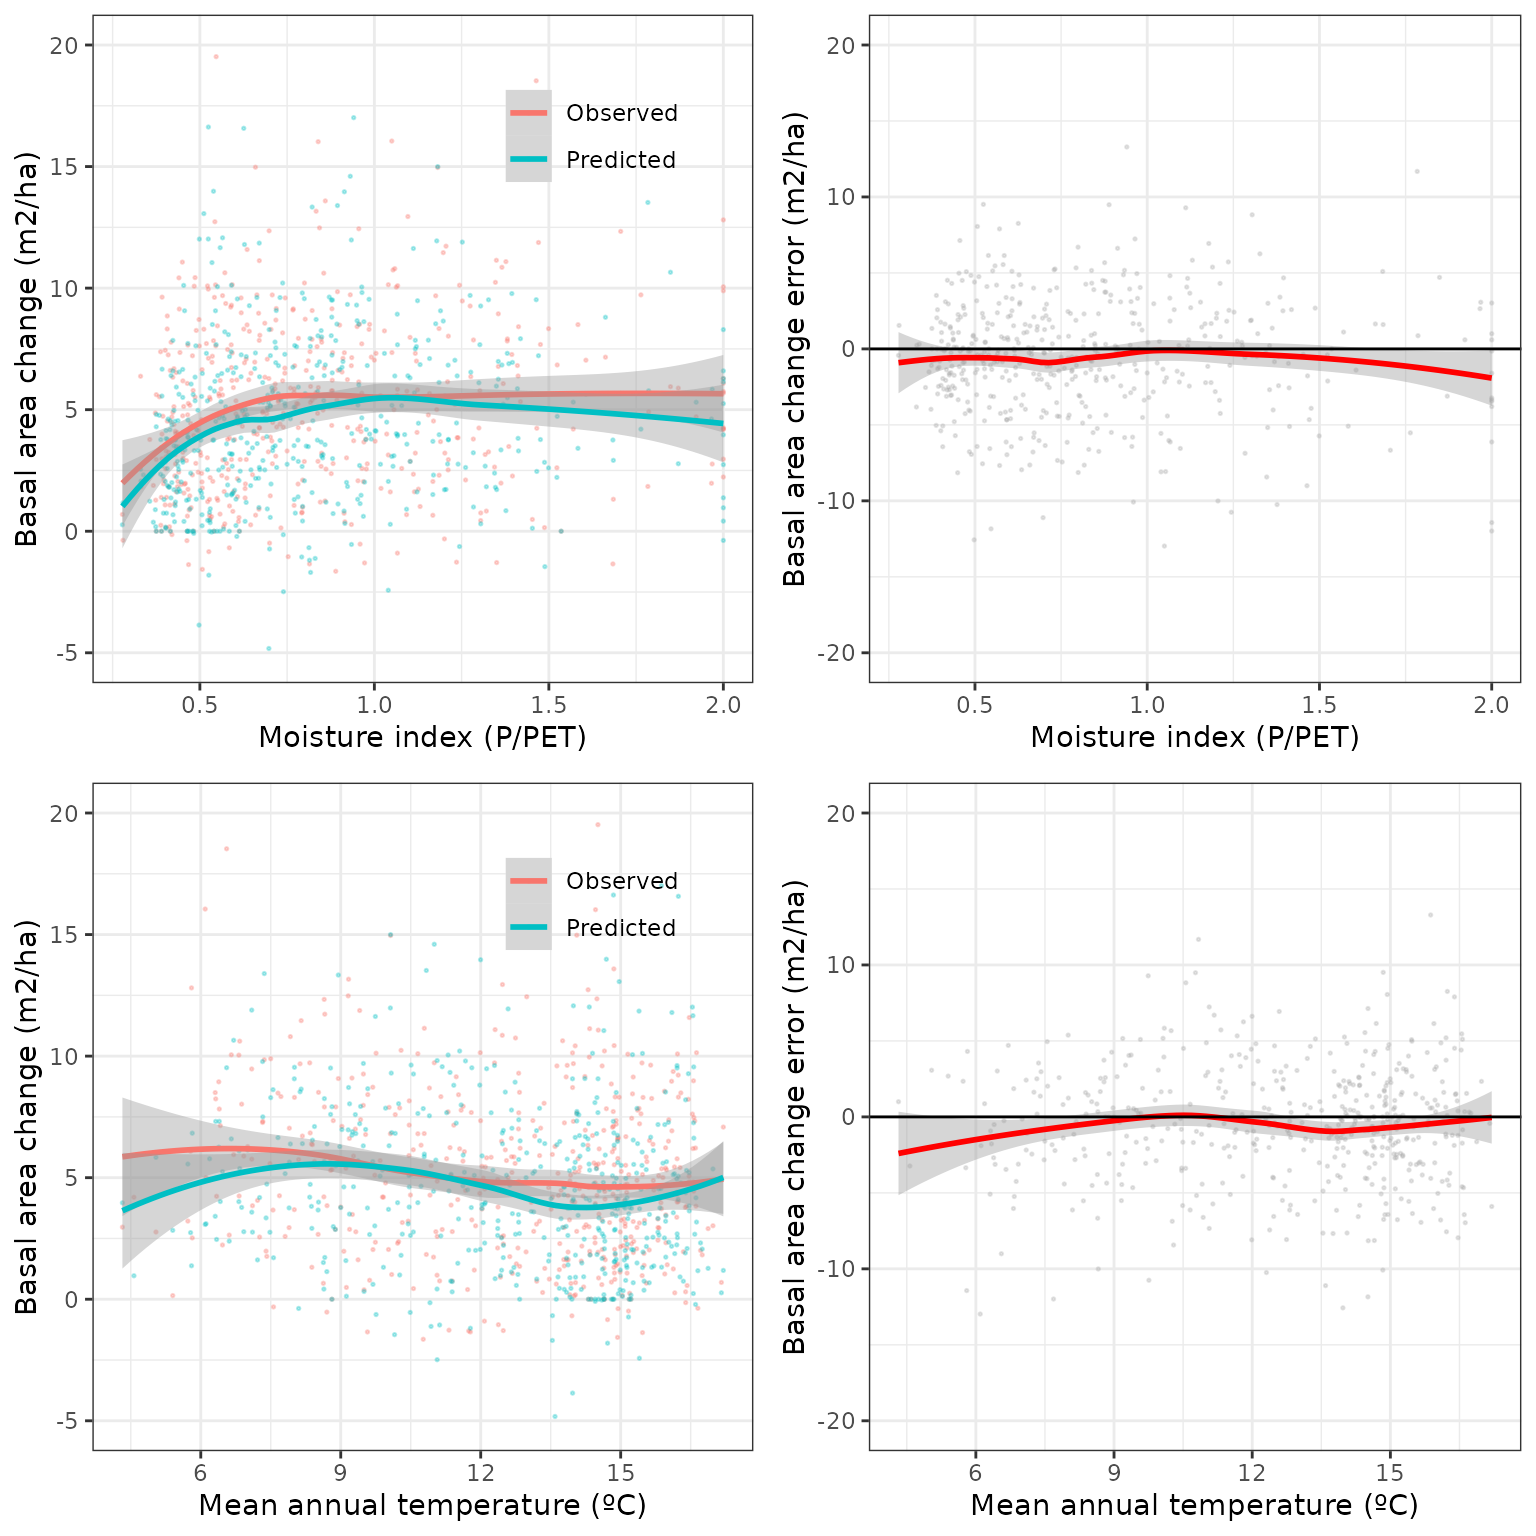 Basal area change (m2/ha)
20
15
10
5
0
-5
Observed
Predicted
0.5 1.0 1.5 2.0
Moisture index (P/PET)
Basal area change error (m2/ha)
20
10
0
-10
-20
0.5 1.0 1.5 2.0
Moisture index (P/PET)
Basal area change (m2/ha)
20
15
10
5
0
-5
Observed
Predicted
6 9 12 15
Mean annual temperature (ºC)
Basal area change error (m2/ha)
20
10
0
-10
-20
6 9 12 15
Mean annual temperature (ºC)